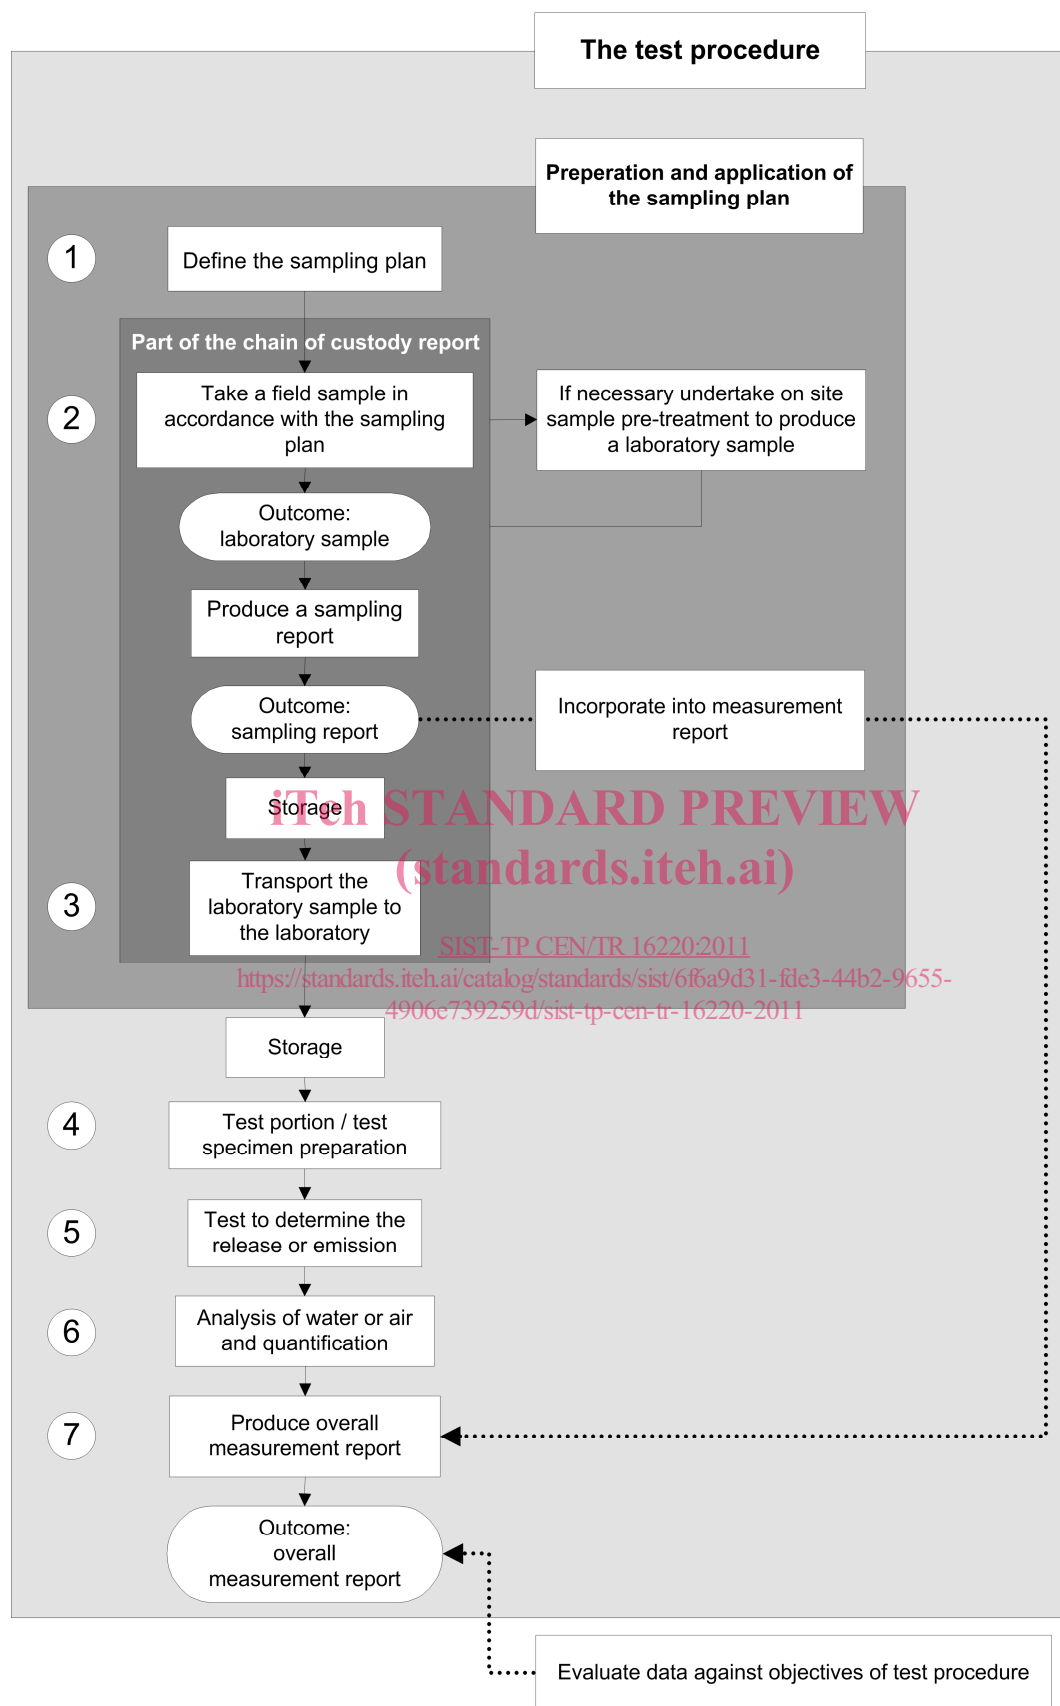 The test procedure
Preperation and application of
the sampling plan
1
Define the sampling plan
Part of the chain of custody report
2
Take a field sample in
accordance with the sampling
plan
If necessary undertake on site
sample pre-treatment to produce
a laboratory sample
Outcome:
laboratory sample
Produce a sampling
report
Outcome:
sampling report
Incorporate into measurement
report
Storage
iTeh STANDARD PREVIEW
(standards.iteh.ai)
3
Transport the
laboratory sample to
the laboratory
SIST-TP CEN/TR 16220:2011
https://standards.iteh.ai/catalog/standards/sist/6f6a9d31-fde3-44b2-9655-
4906e739259d/sist-tp-cen-tr-16220-2011
Storage
4
Test portion / test
specimen preparation
5
Test to determine the
release or emission
6
Analysis of water or air
and quantification
7
Produce overall
measurement report
Outcome:
overall
measurement report
Evaluate data against objectives of test procedure